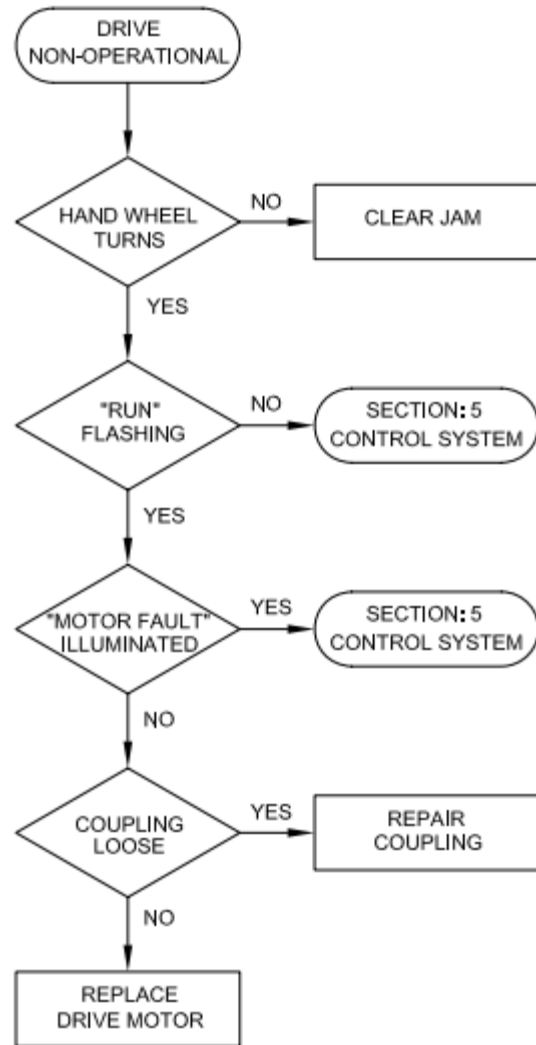 DRIVE
NON-OPERATIONAL
HAND WHEEL
TURNS
NO
CLEAR JAM
YES
"RUN"
FLASHING
NO
SECTION: 5
CONTROL SYSTEM
YES
"MOTOR FAULT"
ILLUMINATED
YES
SECTION: 5
CONTROL SYSTEM
NO
COUPLING
LOOSE
YES
REPAIR
COUPLING
NO
REPLACE
DRIVE MOTOR